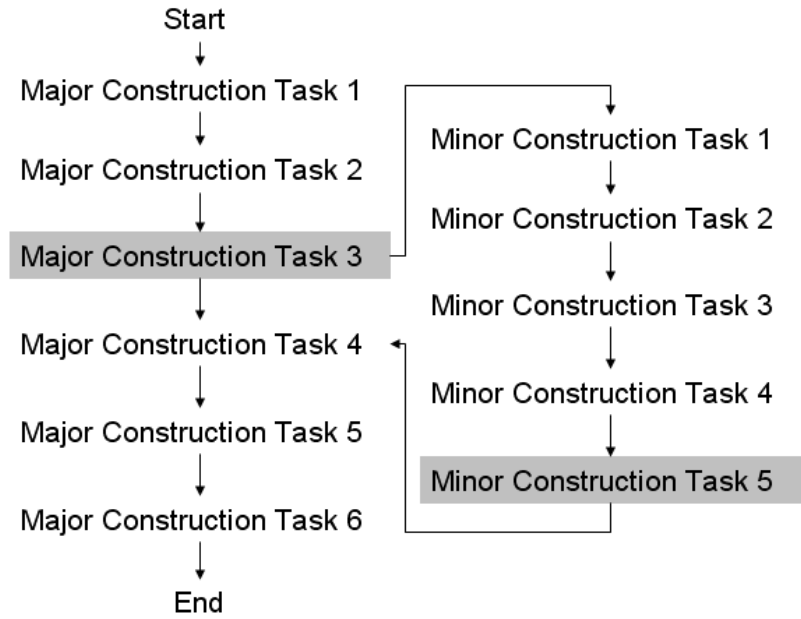 Start
Major Construction Task 1
Major Construction Task 2
Major Construction Task 3
Major Construction Task 4
Major Construction Task 5
Major Construction Task 6
End
Minor Construction Task 1
Minor Construction Task 2
Minor Construction Task 3
Minor Construction Task 4
Minor Construction Task 5